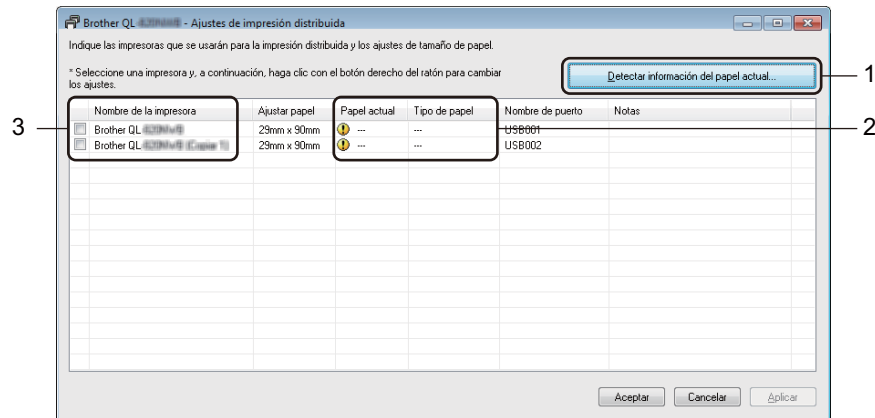 Brother QL - Ajustes de impresión distribuida
Indique las impresoras que se usarán para la impresión distribuida y los ajustes de tamaño de papel.
* Seleccione una impresora y, a continuación, haga clic con el botón derecho del ratón para cambiar
los ajustes.
Detectar información del papel actual...
1
Nombre de la impresora Ajustar papel Papel actual Tipo de papel Nombre de puerto Notas
3
Brother QL 29mm x 90mm --- --- USB001
2
Brother QL 29mm x 90mm --- --- USB002
Aceptar Cancelar Aplicar